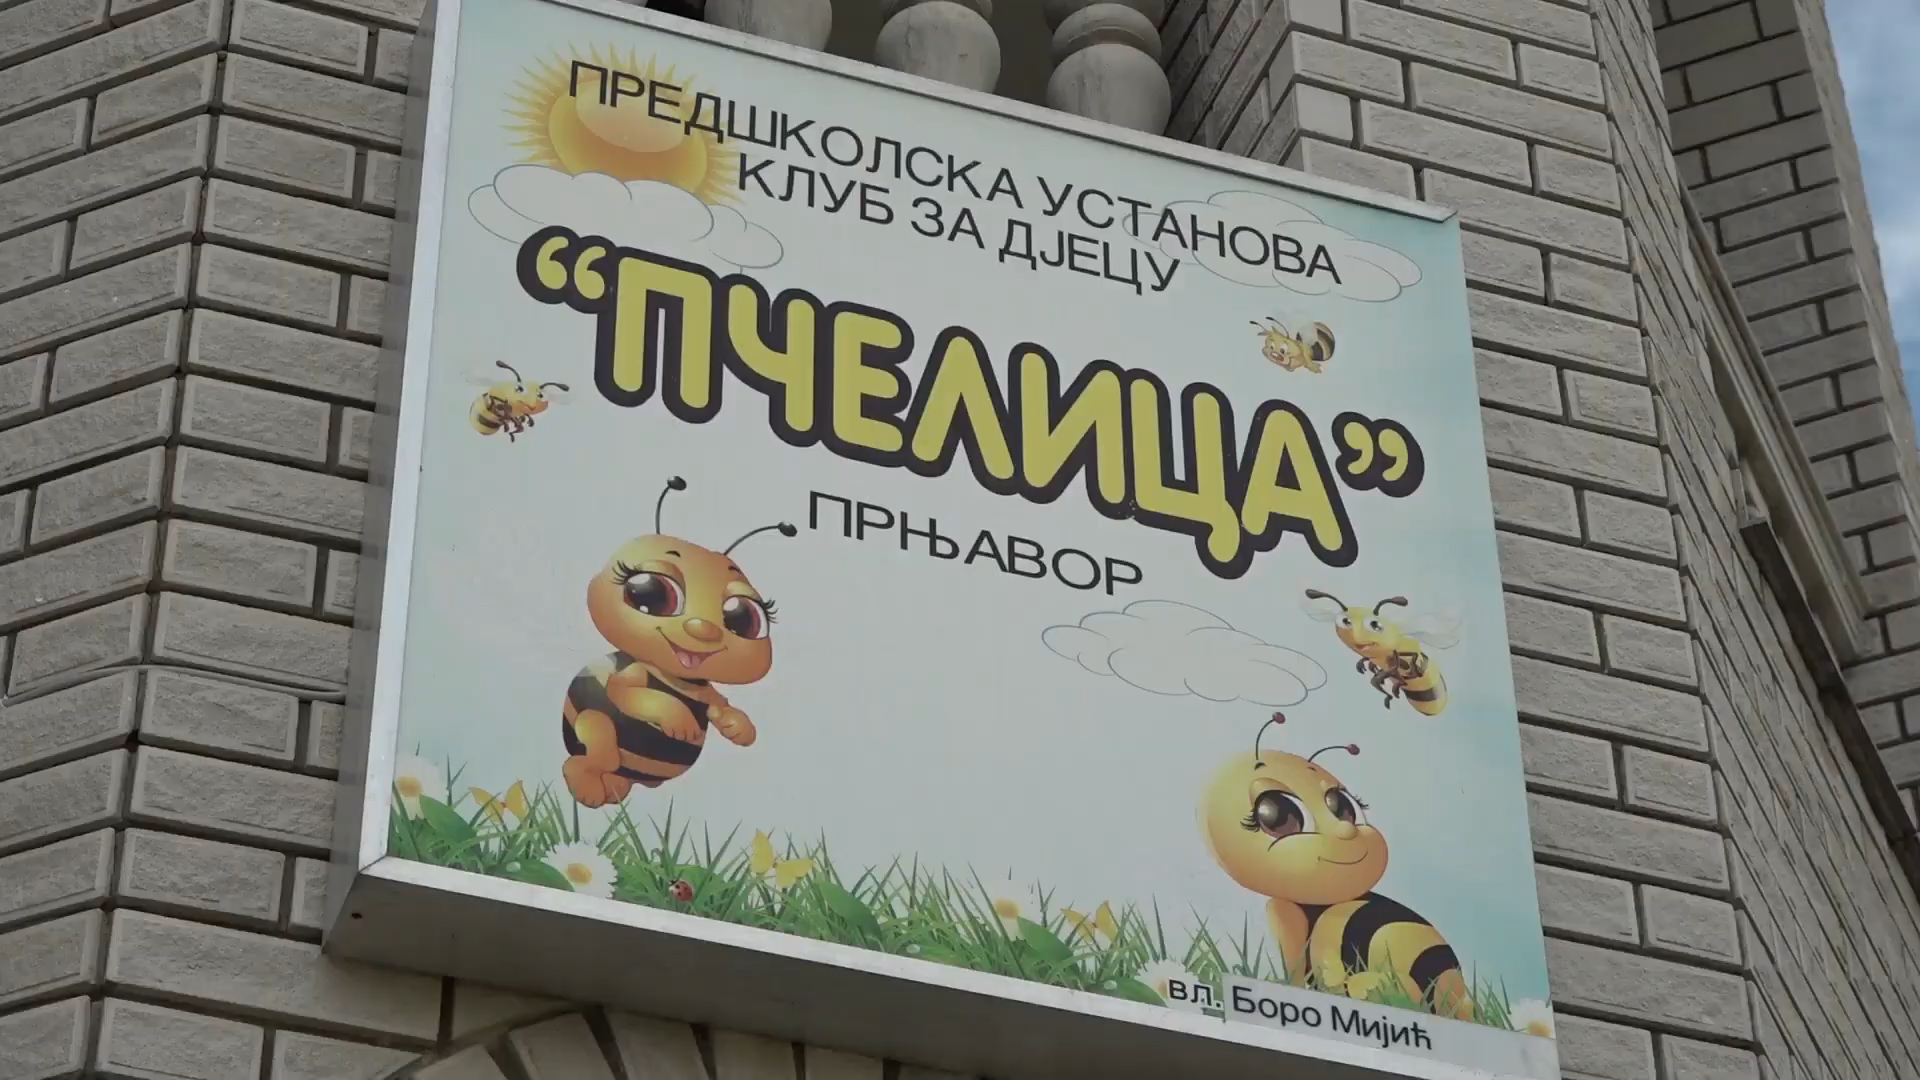 ПРЕДШКОЛСКА УСТАНОВА
КЛУБ ЗА ДЈЕЦУ
“ПЧЕЛИЦА”
ПРЊАВОР
вл. Боро Мијић